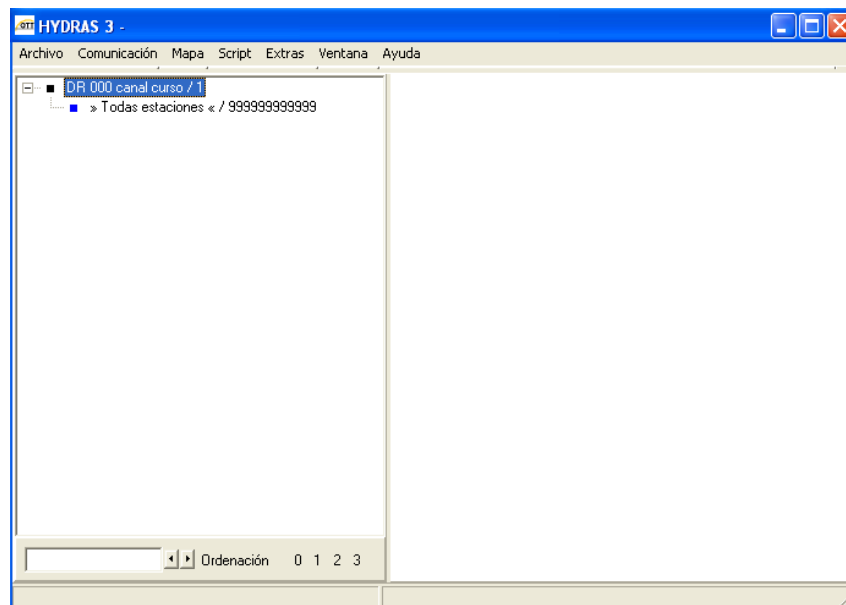 OTT HYDRAS 3 -
Archivo Comunicación Mapa Script Extras Ventana Ayuda
DR 000 canal curso / 1
» Todas estaciones « / 999999999999
Ordenación 0 1 2 3